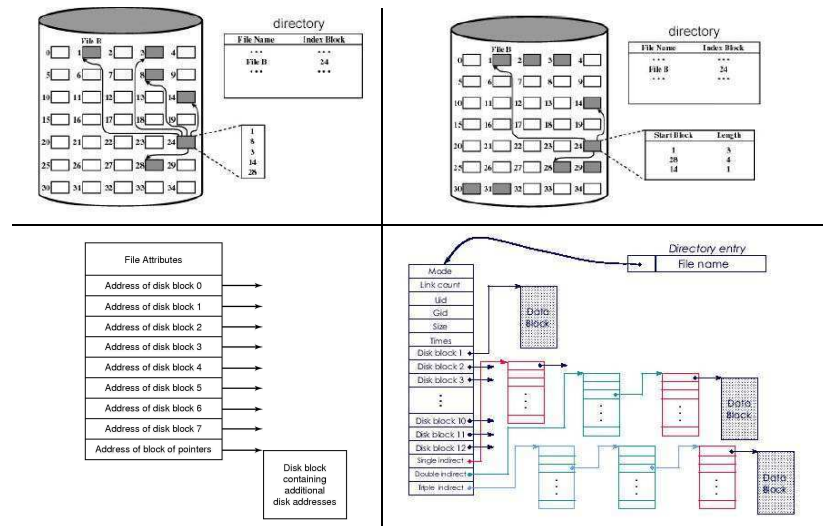 directory
File Name Index Block
• • • • • •
File B 24
• • • • • •
File B
0 1 2 3 4
5 6 7 8 9
10 11 12 13 14
15 16 17 18 19
20 21 22 23 24
25 26 27 28 29
30 31 32 33 34
1
8
3
14
28
directory
File Name Index Block
• • • • • •
File B 24
• • • • • •
File B
0 1 2 3 4
5 6 7 8 9
10 11 12 13 14
15 16 17 18 19
20 21 22 23 24
25 26 27 28 29
30 31 32 33 34
Start Block Length
1 3
28 4
14 1
File Attributes
Address of disk block 0
Address of disk block 1
Address of disk block 2
Address of disk block 3
Address of disk block 4
Address of disk block 5
Address of disk block 6
Address of disk block 7
Address of block of pointers
Disk block
containing
additional
disk addresses
Directory entry
File name
Mode
Link count
Uid
Gid
Size
Times
Disk block 1
Disk block 2
Disk block 3
Disk block 10
Disk block 11
Disk block 12
Single indirect
Double indirect
Triple indirect
Data
Block
Data
Block
Data
Block